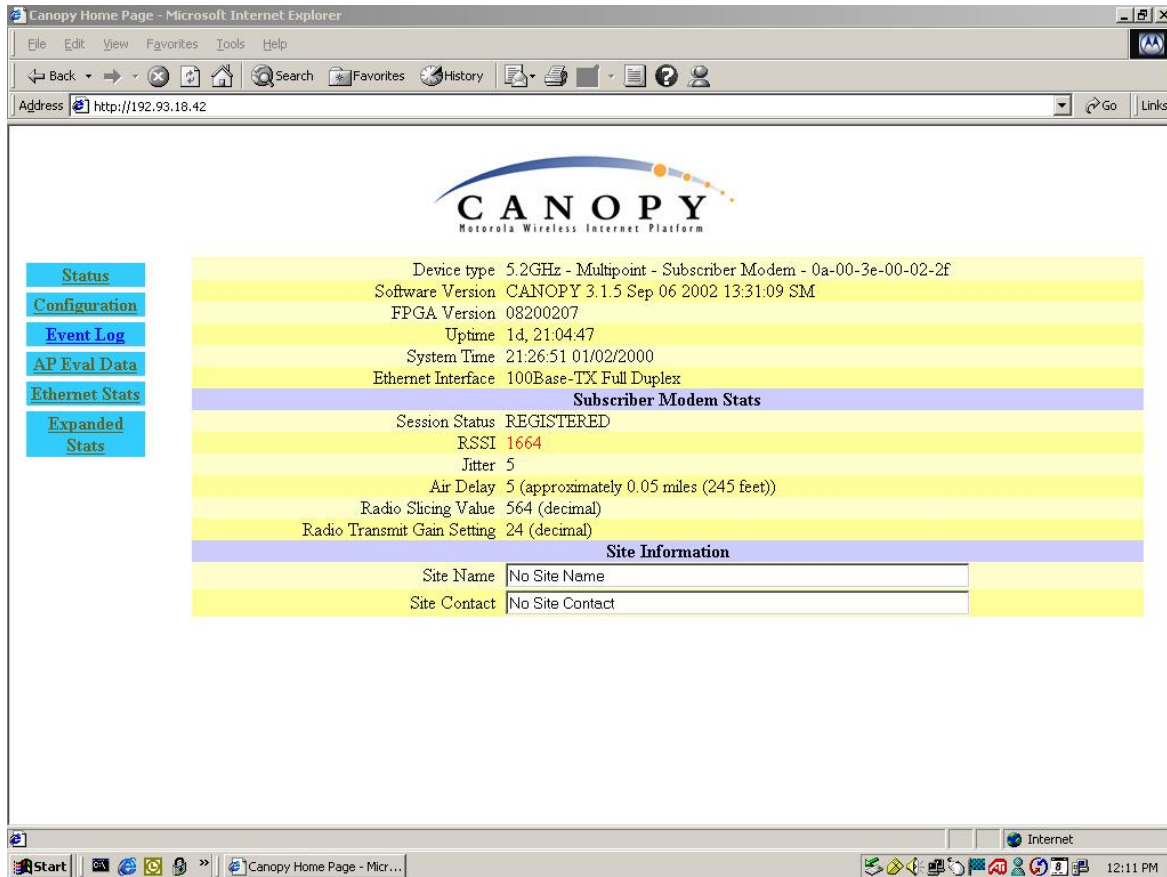 Canopy Home Page - Microsoft Internet Explorer
File Edit View Favorites Tools Help
Back Search Favorites History
Address http://192.93.18.42 Go Links
CANOPY
Motorola Wireless Internet Platform
Status
Configuration
Event Log
AP Eval Data
Ethernet Stats
Expanded
Stats
Device type 5.2GHz - Multipoint - Subscriber Modem - 0a-00-3e-00-02-2f
Software Version CANOPY 3.1.5 Sep 06 2002 13:31:09 SM
FPGA Version 08200207
Uptime 1d, 21:04:47
System Time 21:26:51 01/02/2000
Ethernet Interface 100Base-TX Full Duplex
Subscriber Modem Stats
Session Status REGISTERED
RSSI 1664
Jitter 5
Air Delay 5 (approximately 0.05 miles (245 feet))
Radio Slicing Value 564 (decimal)
Radio Transmit Gain Setting 24 (decimal)
Site Information
Site Name No Site Name
Site Contact No Site Contact
Internet
Start » Canopy Home Page - Micr... 12:11 PM